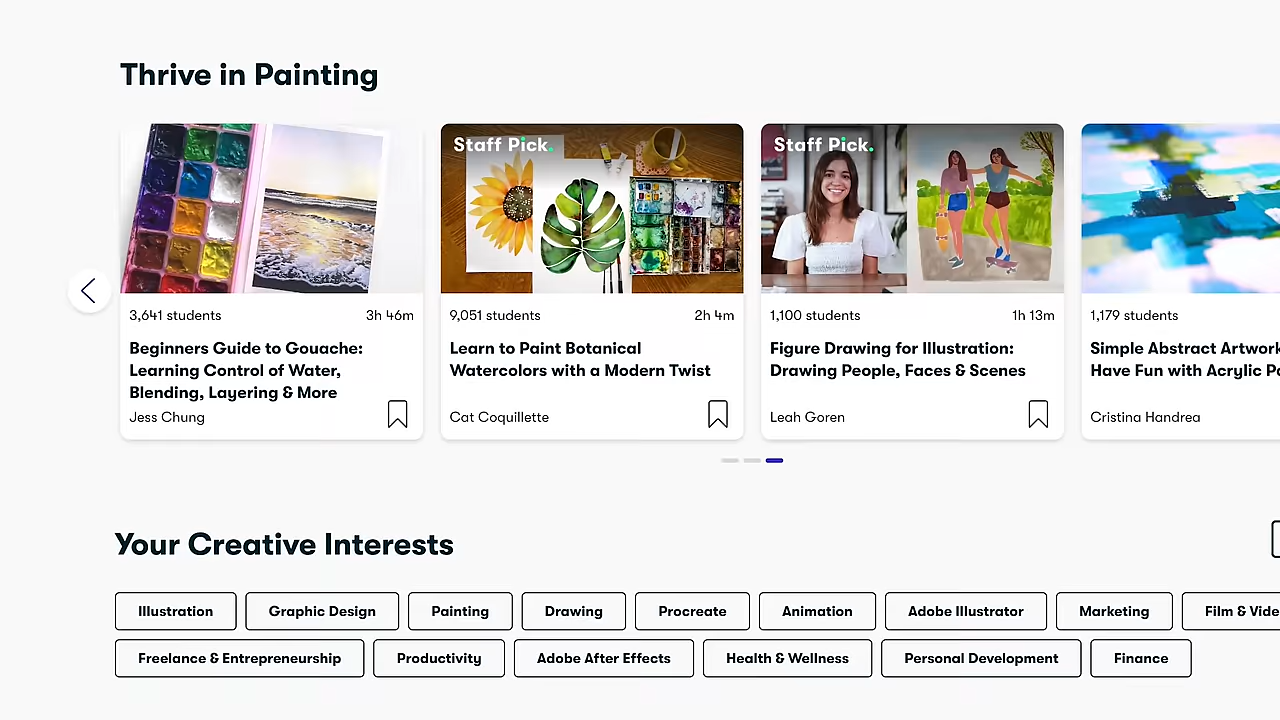 Thrive in Painting
Staff Pick.
Staff Pick.
3,641 students 3h 46m
Beginners Guide to Gouache:
Learning Control of Water,
Blending, Layering & More
Jess Chung
9,051 students 2h 4m
Learn to Paint Botanical
Watercolors with a Modern Twist
Cat Coquillette
1,100 students 1h 13m
Figure Drawing for Illustration:
Drawing People, Faces & Scenes
Leah Goren
1,179 students
Simple Abstract Artwork
Have Fun with Acrylic
Cristina Handrea
Your Creative Interests
Illustration Graphic Design Painting Drawing Procreate Animation Adobe Illustrator Marketing Film &
Freelance & Entrepreneurship Productivity Adobe After Effects Health & Wellness Personal Development Finance